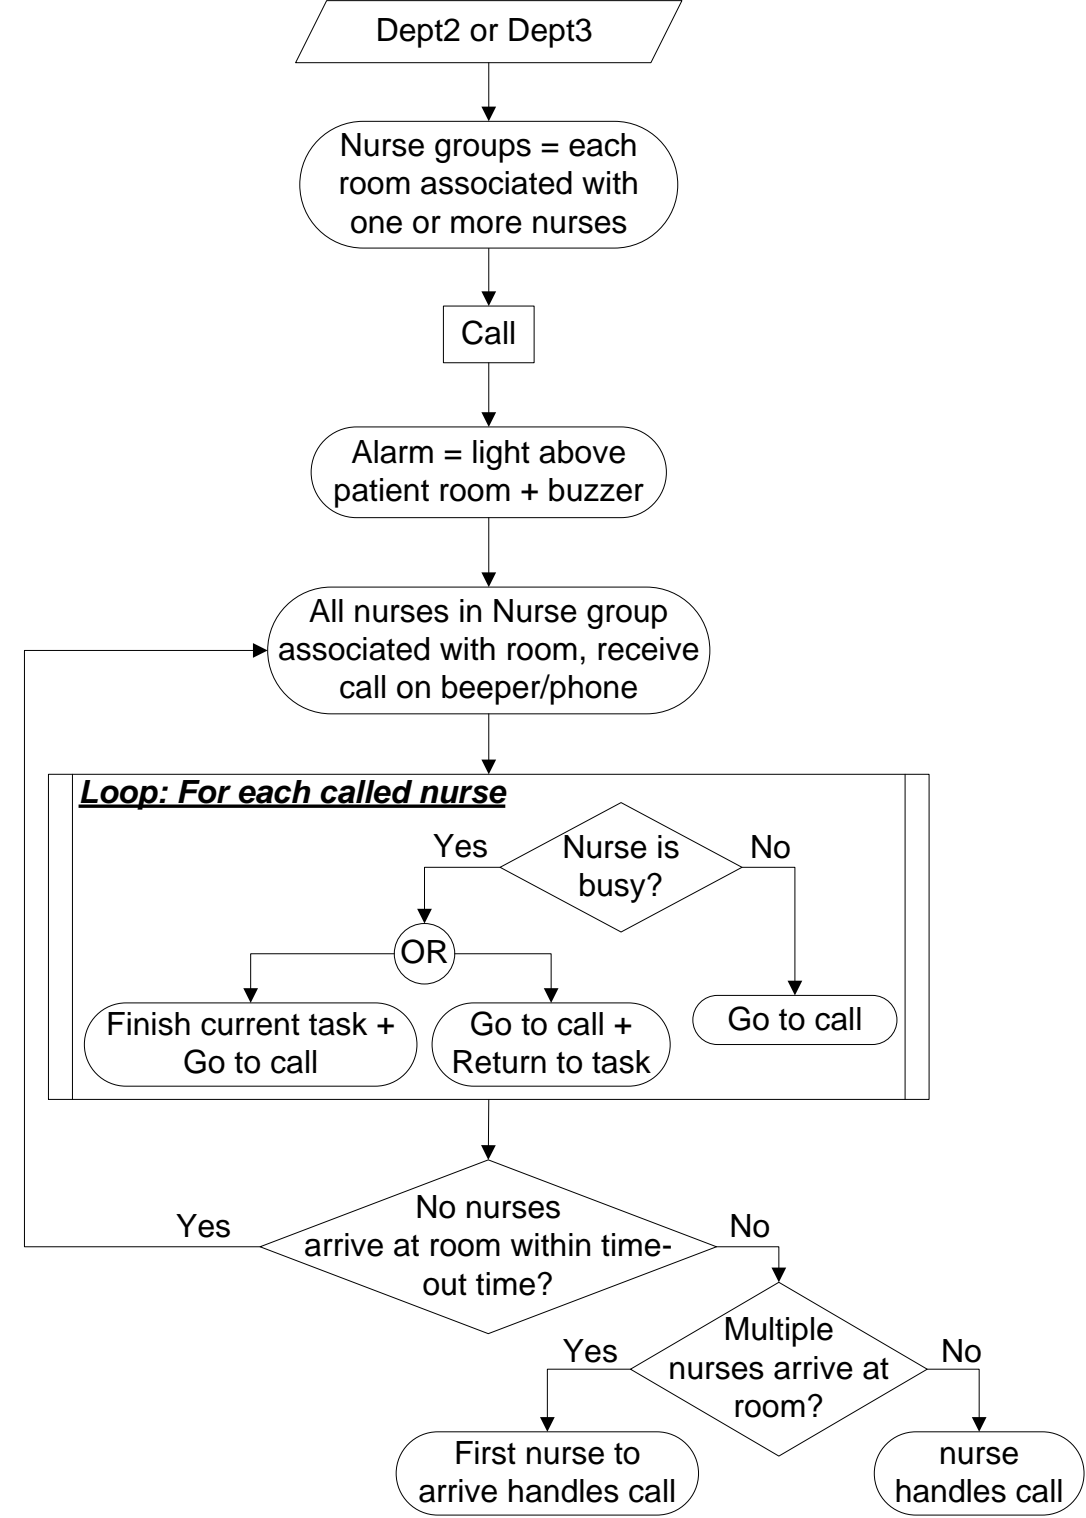 Dept2 or Dept3
Nurse groups = each
room associated with
one or more nurses
Call
Alarm = light above
patient room + buzzer
All nurses in Nurse group
associated with room, receive
call on beeper/phone
Loop: For each called nurse
Yes
Nurse is
busy?
No
OR
Finish current task +
Go to call
Go to call +
Return to task
Go to call
Yes
No nurses
arrive at room within time-
out time?
No
Yes
Multiple
nurses arrive at
room?
No
First nurse to
arrive handles call
nurse
handles call